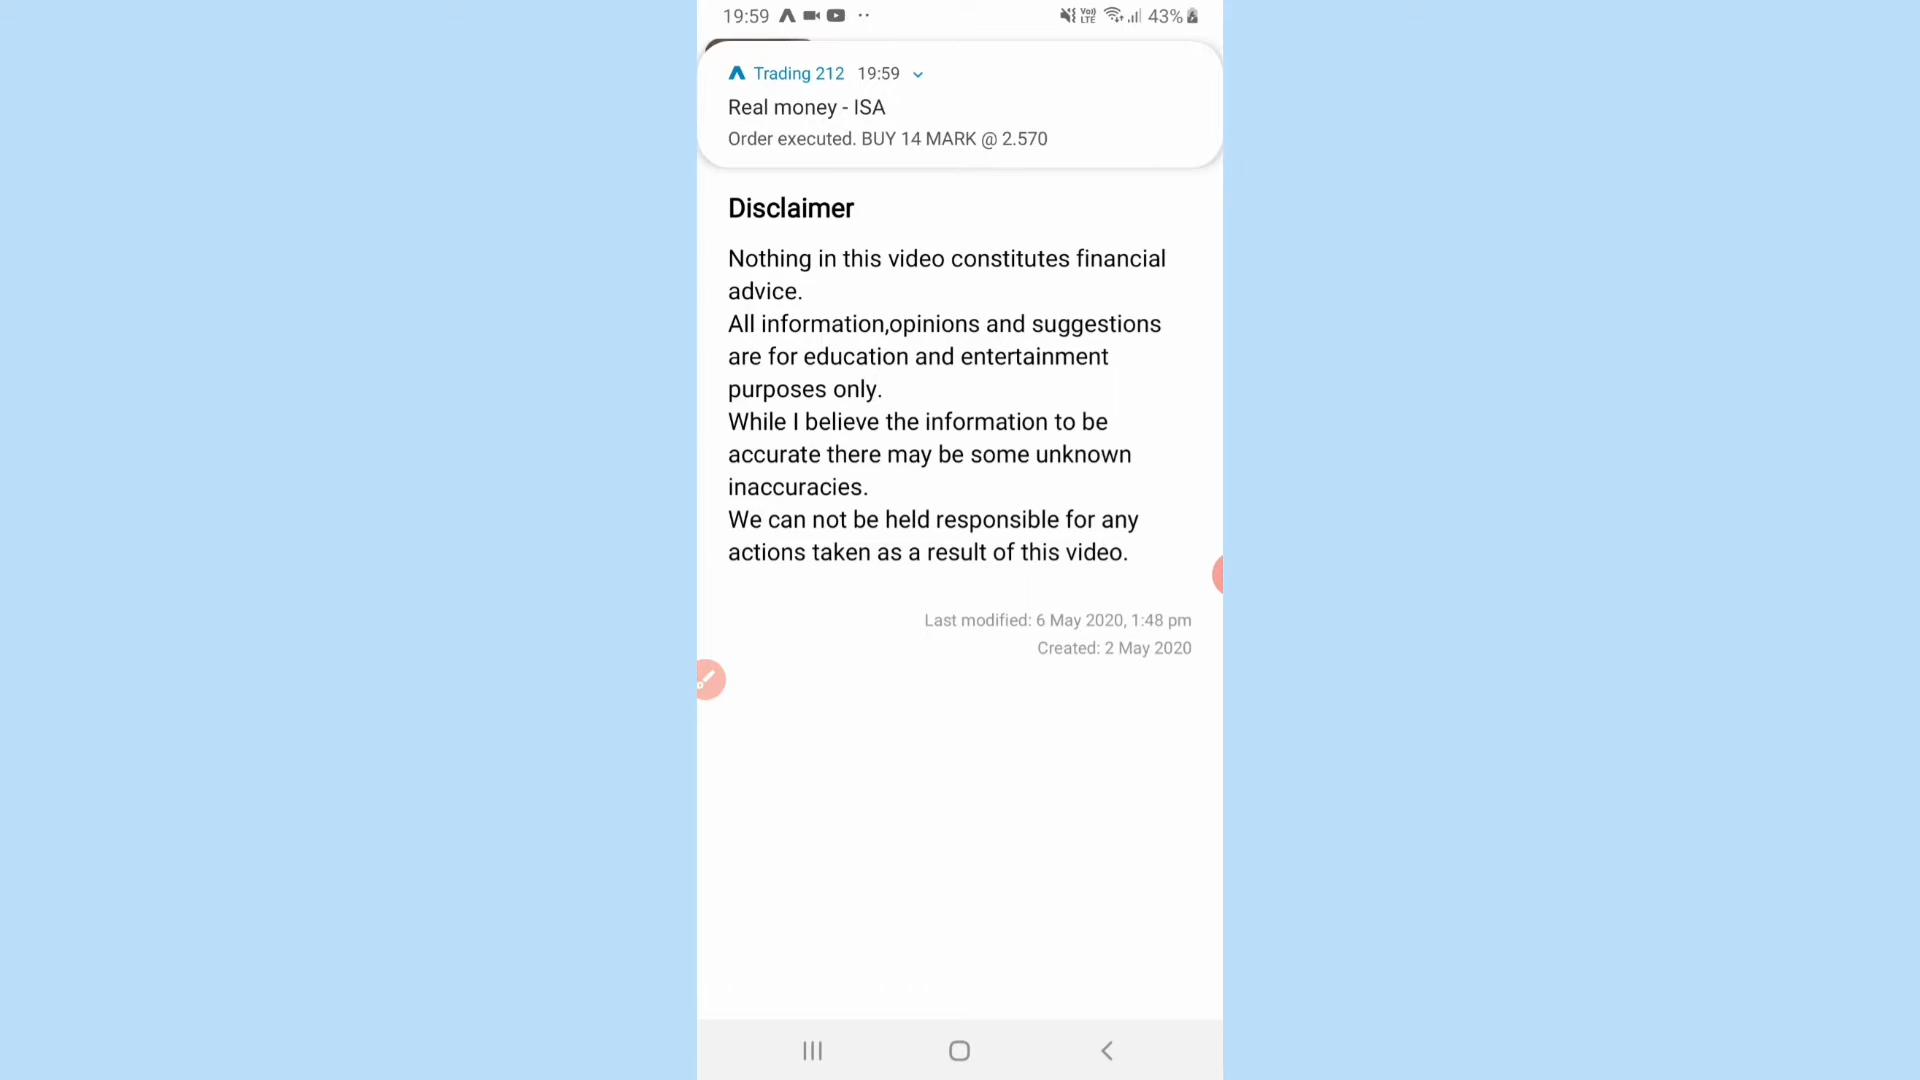 19:59 43%
Trading 212 19:59
Real money - ISA
Order executed. BUY 14 MARK @ 2.570
Disclaimer
Nothing in this video constitutes financial
advice.
All information,opinions and suggestions
are for education and entertainment
purposes only.
While I believe the information to be
accurate there may be some unknown
inaccuracies.
We can not be held responsible for any
actions taken as a result of this video.
Last modified: 6 May 2020, 1:48 pm
Created: 2 May 2020